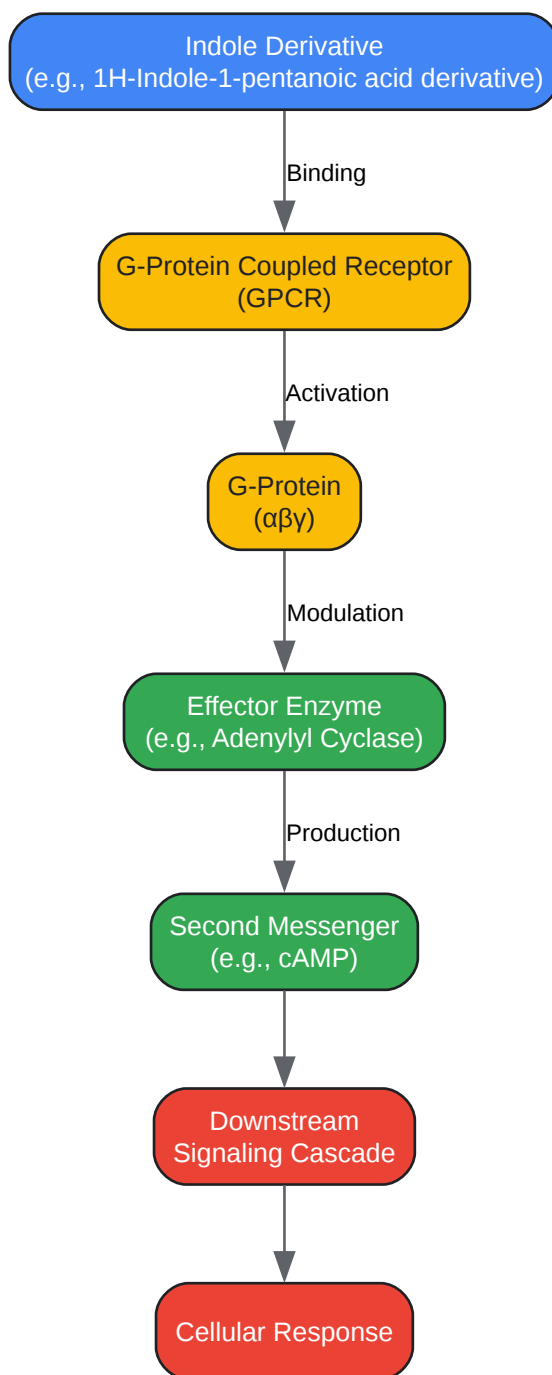 Indole Derivative
(e.g., 1H-Indole-1-pentanoic acid derivative)
Binding
G-Protein Coupled Receptor
(GPCR)
Activation
G-Protein
(αβγ)
Modulation
Effector Enzyme
(e.g., Adenylyl Cyclase)
Production
Second Messenger
(e.g., cAMP)
Downstream
Signaling Cascade
Cellular Response